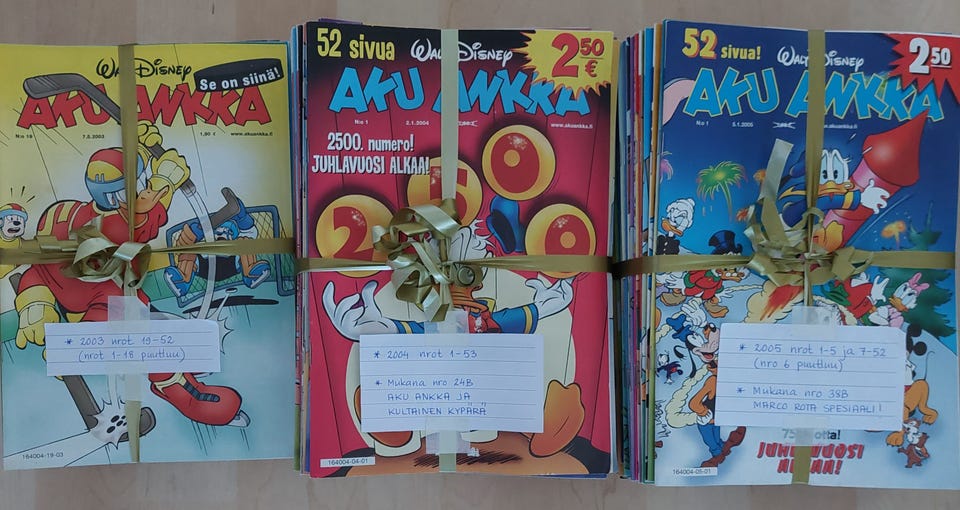 WALT DISNEY
Se on siinä!
AKU ANKKA
N:o 19
7.5.2003
1,90 €
www.akuankka.fi
* 2003 nrot 19-52
(nrot 1-18 puuttuu)
164004-19-03
52 sivua
WALT DISNEY
2 50
€
AKU ANKKA
N:o 1
2.1.2004
www.akuankka.fi
2500. numero!
JUHLAVUOSI ALKAA!
* 2004 nrot 1-53
* Mukana nro 24B
AKU ANKKA JA
KULTAINEN KYPÄRÄ
164004-04-01
52 sivua!
WALT DISNEY
2 50
AKU ANKKA
N:o 1
5.1.2005
www.akuankka.fi
* 2005 nrot 1-5 ja 7-52
(nro 6 puuttuu)
* Mukana nro 38B
MARCO ROTA SPESIAALI!
JUHLAVUOSI
ALKAA!
164004-05-01